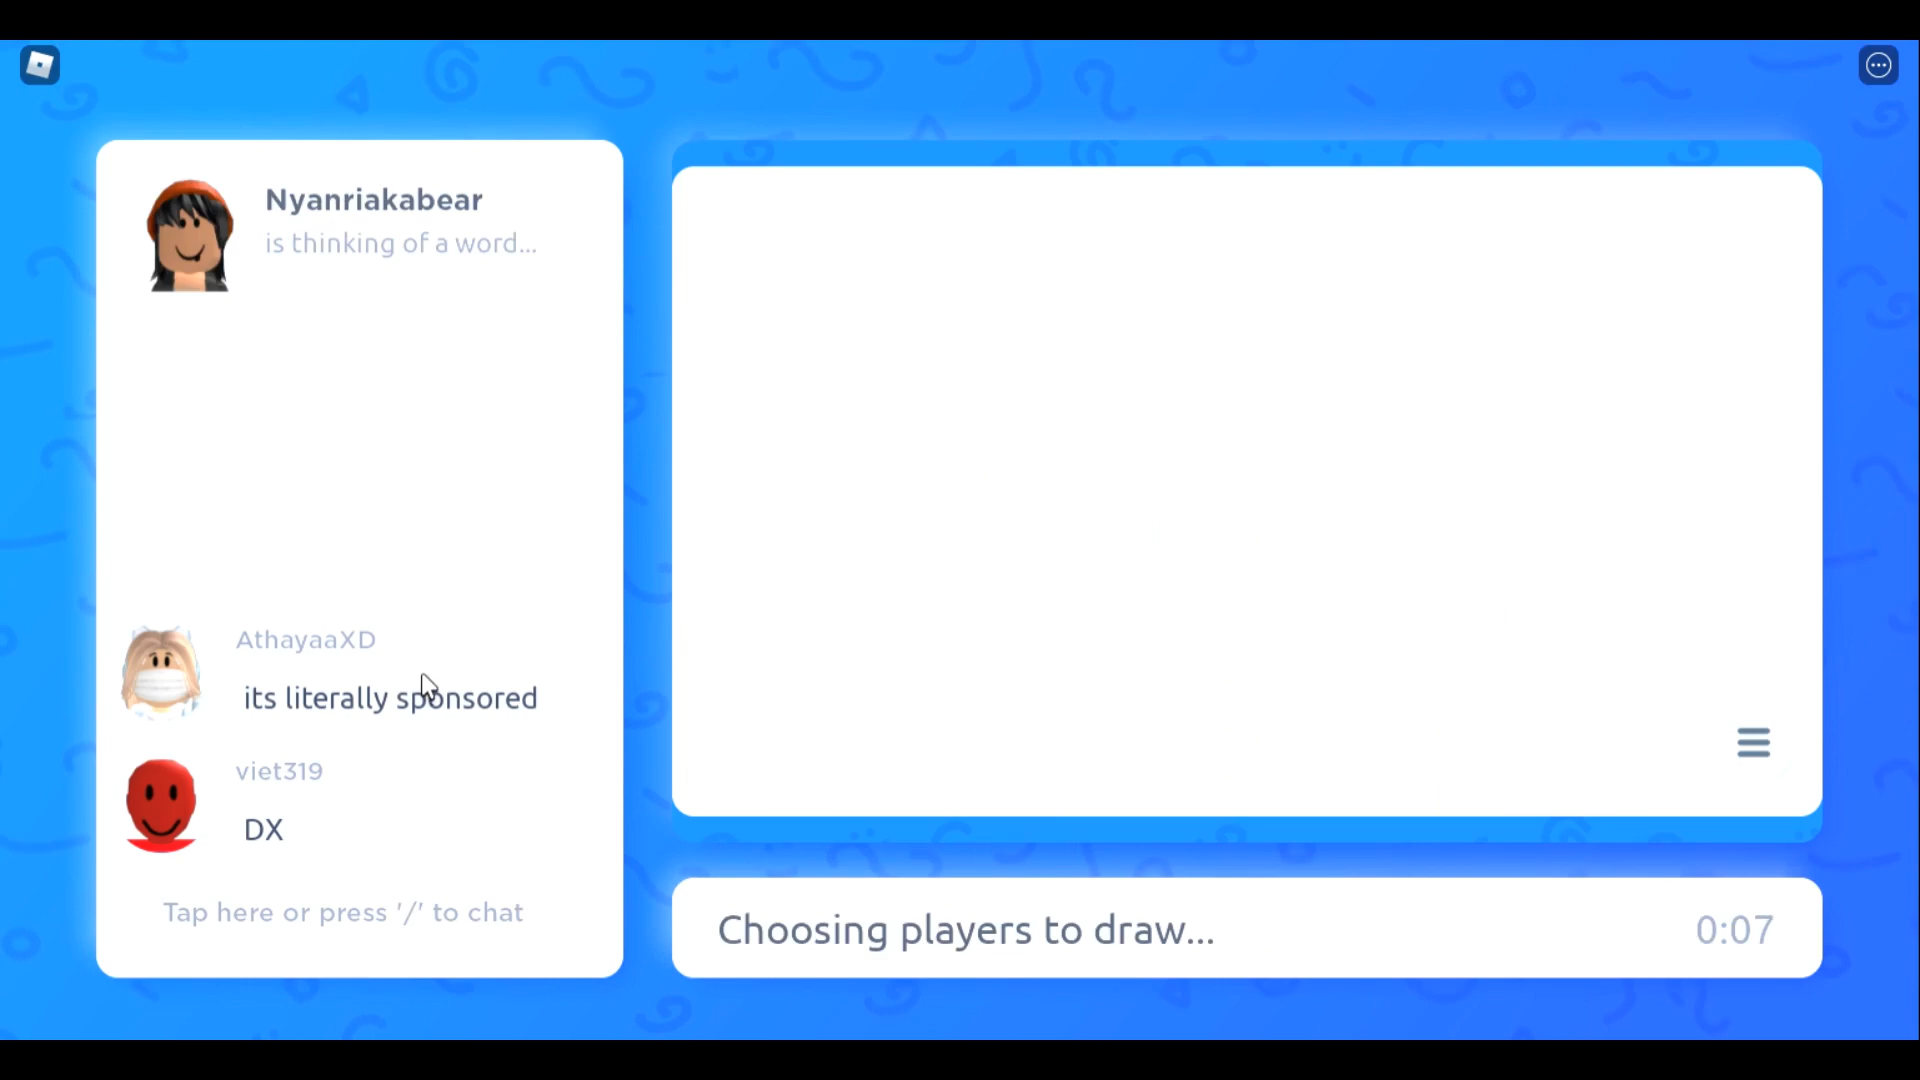 Nyanriakabear
is thinking of a word...
AthayaaXD
its literally sponsored
viet319
DX
Tap here or press '/' to chat
Choosing players to draw...
0:07